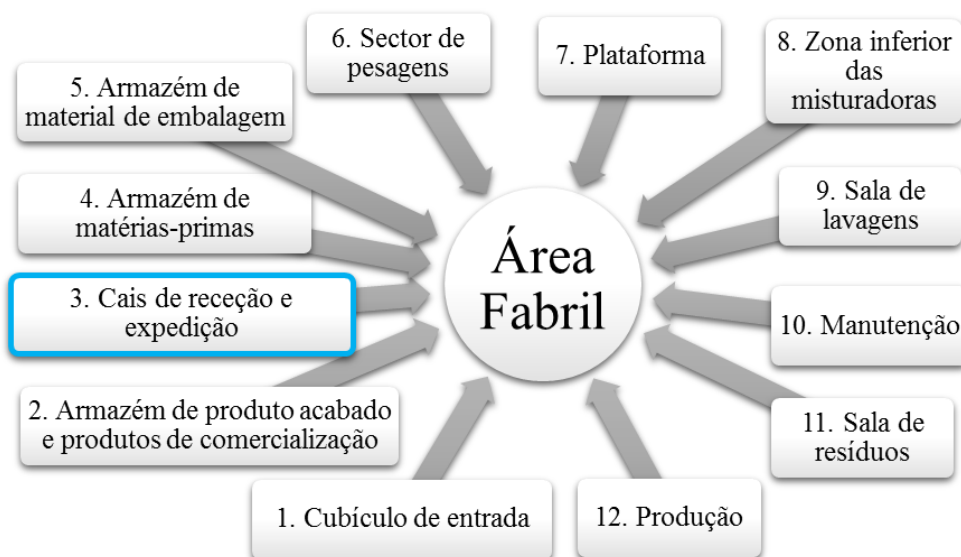 6. Sector de
pesagens
7. Plataforma
8. Zona inferior
das
misturadoras
5. Armazém de
material de embalagem
4. Armazém de
matérias-primas
9. Sala de
lavagens
Área
Fabril
3. Cais de receção e
expedição
10. Manutenção
2. Armazém de produto acabado
e produtos de comercialização
11. Sala de
resíduos
1. Cubículo de entrada
12. Produção